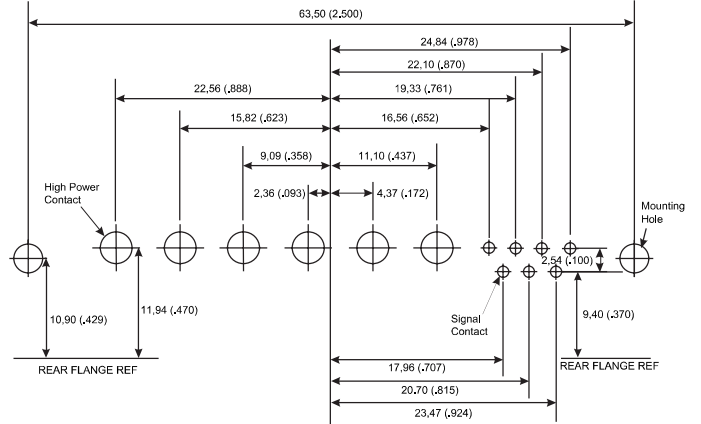 63,50 (2.500)
24,84 (.978)
22,10 (.870)
22,56 (.888)
19,33 (.761)
15,82 (.623)
16,56 (.652)
9,09 (.358)
11,10 (.437)
2,36 (.093)
4,37 (.172)
High Power
Contact
Mounting
Hole
2,54 (.100)
11,94 (.470)
10,90 (.429)
Signal
Contact
9,40 (.370)
REAR FLANGE REF
REAR FLANGE REF
17,96 (.707)
20.70 (.815)
23,47 (.924)